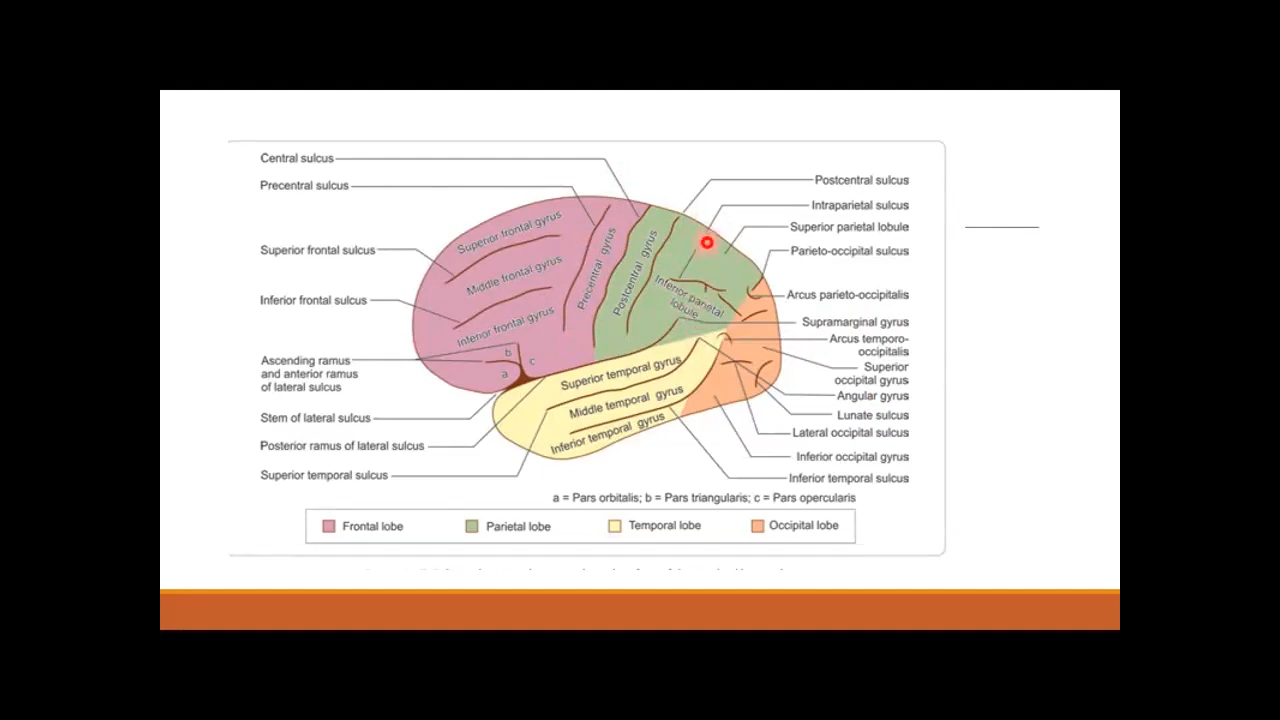 Central sulcus
Precentral sulcus
Superior frontal sulcus
Inferior frontal sulcus
Ascending ramus
and anterior ramus
of lateral sulcus
Stem of lateral sulcus
Posterior ramus of lateral sulcus
Superior temporal sulcus
Superior frontal gyrus
Middle frontal gyrus
Inferior frontal gyrus
Precentral gyrus
Postcentral gyrus
Inferior parietal
lobule
b
c
a
Superior temporal gyrus
Middle temporal gyrus
Inferior temporal gyrus
Postcentral sulcus
Intraparietal sulcus
Superior parietal lobule
Parieto-occipital sulcus
Arcus parieto-occipitalis
Supramarginal gyrus
Arcus temporo-
occipitalis
Superior
occipital gyrus
Angular gyrus
Lunate sulcus
Lateral occipital sulcus
Inferior occipital gyrus
Inferior temporal sulcus
a = Pars orbitalis; b = Pars triangularis; c = Pars opercularis
Frontal lobe
Parietal lobe
Temporal lobe
Occipital lobe